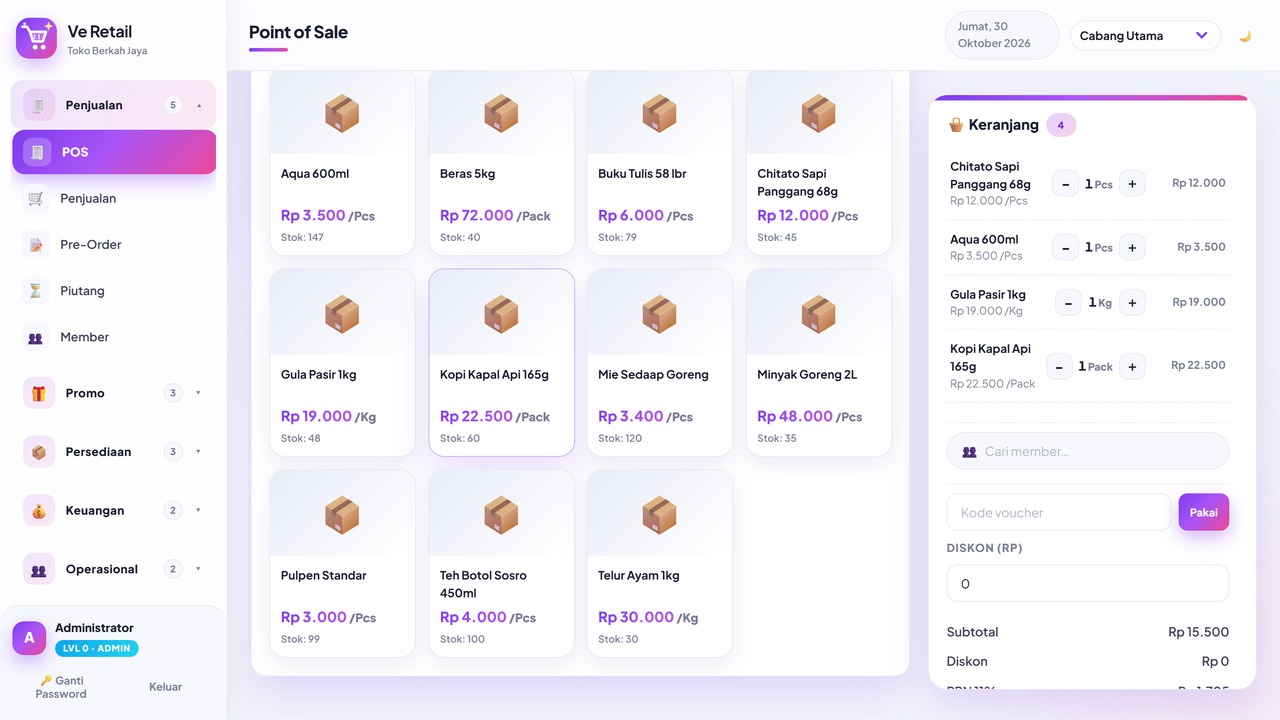 Ve Retail
Toko Berkah Jaya
Penjualan 5
POS
Penjualan
Pre-Order
Piutang
Member
Promo 3
Persediaan 3
Keuangan 2
Operasional 2
A
Administrator
LVL 0 · ADMIN
Ganti
Password
Keluar
Point of Sale
Jumat, 30
Oktober 2026
Cabang Utama
Aqua 600ml
Rp 3.500 /Pcs
Stok: 147
Beras 5kg
Rp 72.000 /Pack
Stok: 40
Buku Tulis 58 lbr
Rp 6.000 /Pcs
Stok: 79
Chitato Sapi
Panggang 68g
Rp 12.000 /Pcs
Stok: 45
Gula Pasir 1kg
Rp 19.000 /Kg
Stok: 48
Kopi Kapal Api 165g
Rp 22.500 /Pack
Stok: 60
Mie Sedaap Goreng
Rp 3.400 /Pcs
Stok: 120
Minyak Goreng 2L
Rp 48.000 /Pcs
Stok: 35
Pulpen Standar
Rp 3.000 /Pcs
Stok: 99
Teh Botol Sosro
450ml
Rp 4.000 /Pcs
Stok: 100
Telur Ayam 1kg
Rp 30.000 /Kg
Stok: 30
Keranjang 4
Chitato Sapi
Panggang 68g
Rp 12.000 /Pcs
– 1 Pcs + Rp 12.000
Aqua 600ml
Rp 3.500 /Pcs
– 1 Pcs + Rp 3.500
Gula Pasir 1kg
Rp 19.000 /Kg
– 1 Kg + Rp 19.000
Kopi Kapal Api
165g
Rp 22.500 /Pack
– 1 Pack + Rp 22.500
Cari member...
Kode voucher
Pakai
DISKON (RP)
0
Subtotal Rp 15.500
Diskon Rp 0